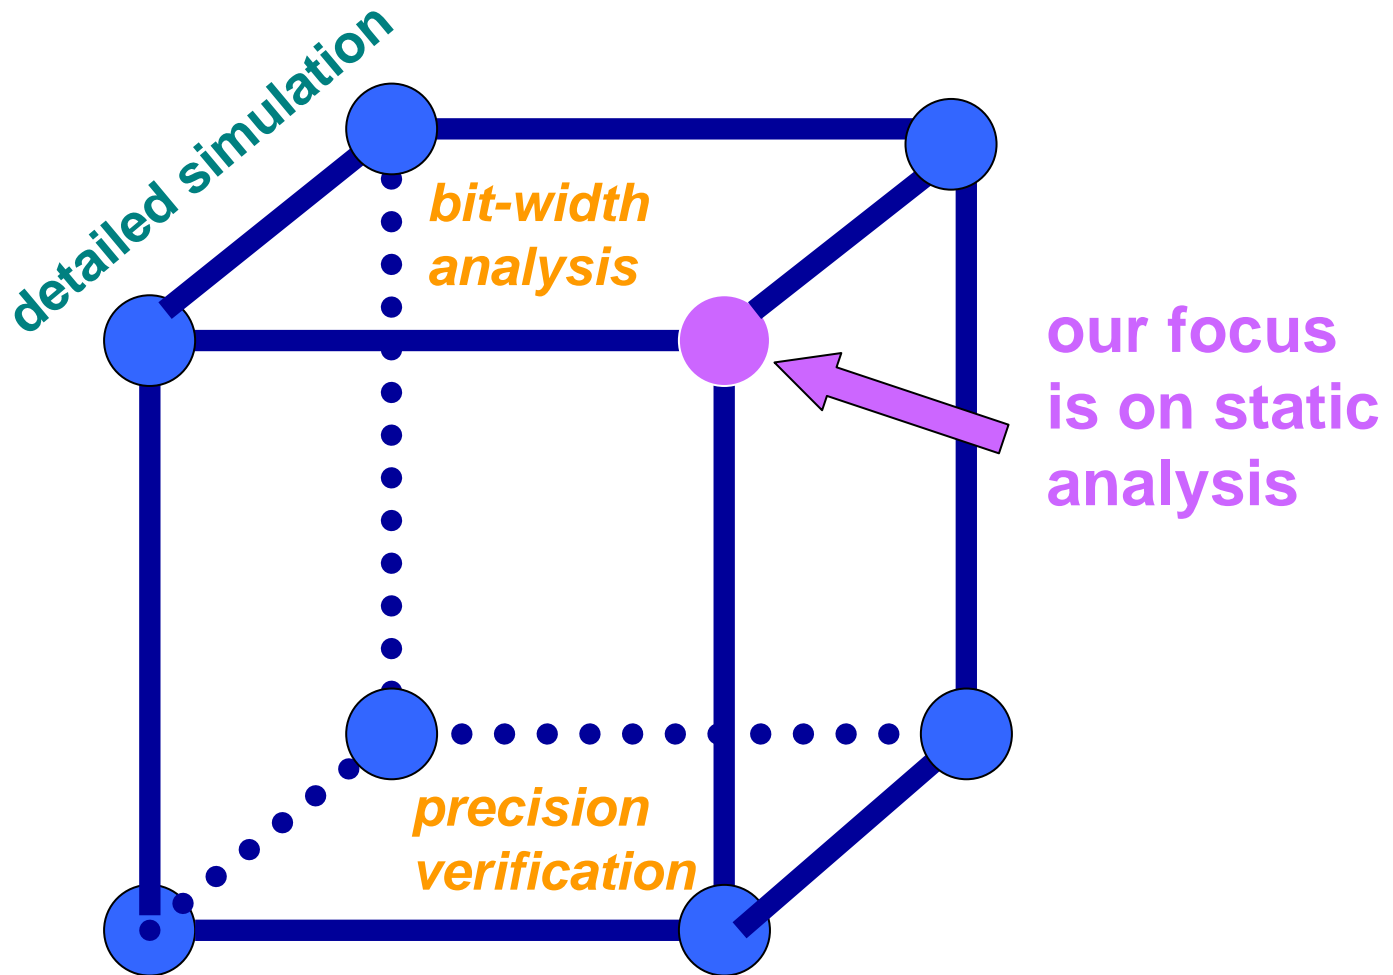 detailed simulation
bit-width
analysis
our focus
is on static
analysis
precision
verification